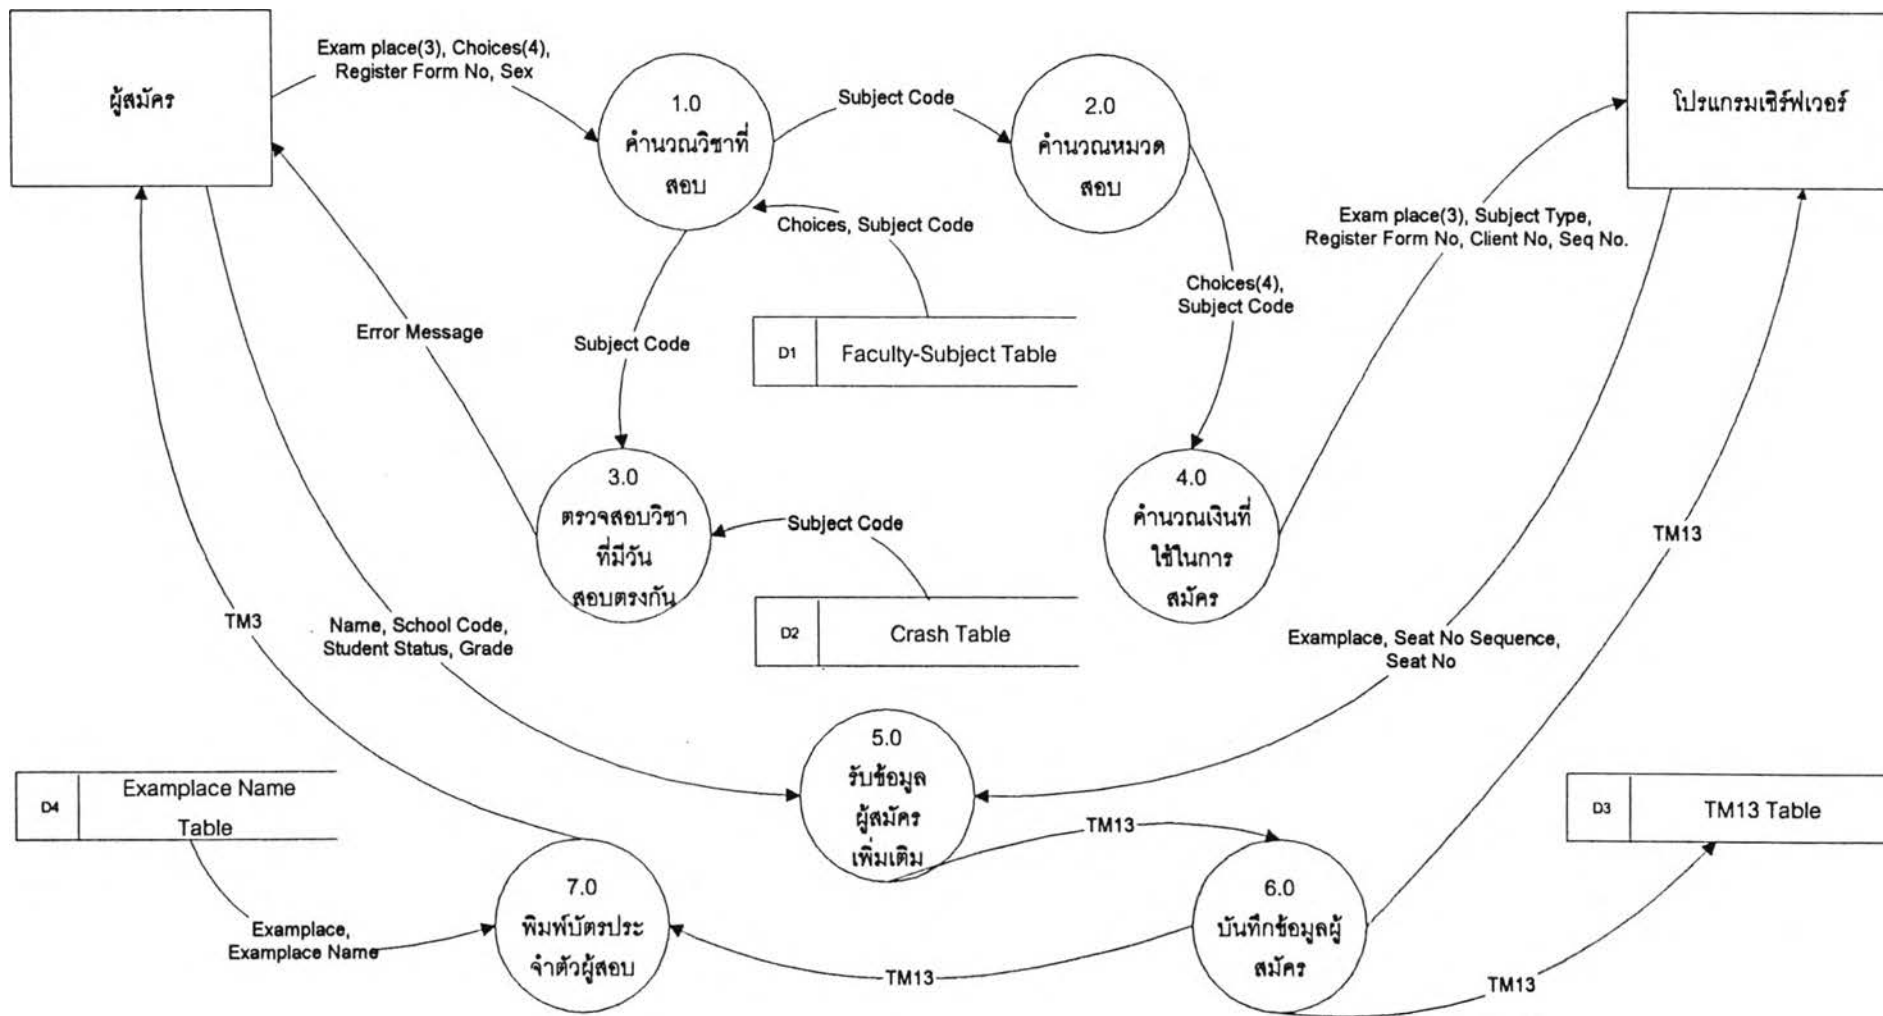 ผู้สมัคร
Exam place(3), Choices(4),
Register Form No, Sex
1.0
คำนวณวิชาที่
สอบ
Subject Code
2.0
คำนวณหมวด
สอบ
โปรแกรมเซิร์ฟเวอร์
Choices, Subject Code
Exam place(3), Subject Type,
Register Form No, Client No, Seq No.
Choices(4),
Subject Code
Error Message
Subject Code
D1
Faculty-Subject Table
3.0
ตรวจสอบวิชา
ที่มีวัน
สอบตรงกัน
Subject Code
4.0
คำนวณเงินที่
ใช้ในการ
สมัคร
TM13
TM3
Name, School Code,
Student Status, Grade
D2
Crash Table
Examplace, Seat No Sequence,
Seat No
5.0
รับข้อมูล
ผู้สมัคร
เพิ่มเติม
D4
Examplace Name
Table
TM13
D3
TM13 Table
7.0
พิมพ์บัตรประ
จำตัวผู้สอบ
6.0
บันทึกข้อมูลผู้
สมัคร
Examplace,
Examplace Name
TM13
TM13